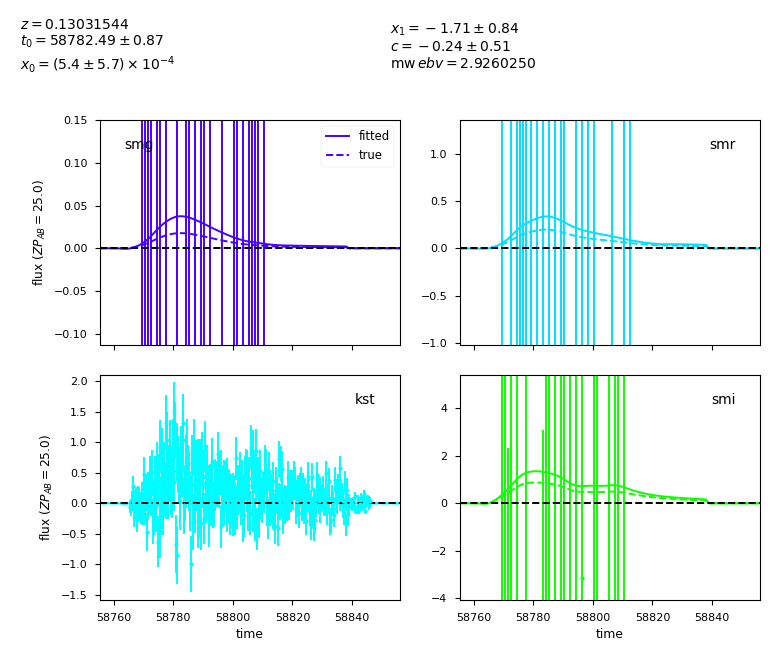 z = 0.13031544
t0 = 58782.49 ± 0.87
x0 = (5.4 ± 5.7) × 10^−4
x1 = −1.71 ± 0.84
c = −0.24 ± 0.51
mw ebv = 2.9260250
flux (ZP_AB = 25.0)
0.15
0.10
0.05
0.00
−0.05
−0.10
smg
fitted
true
1.0
0.5
0.0
−0.5
−1.0
smr
flux (ZP_AB = 25.0)
2.0
1.5
1.0
0.5
0.0
−0.5
−1.0
−1.5
kst
58760
58780
58800
58820
58840
time
4
2
0
−2
−4
smi
58760
58780
58800
58820
58840
time